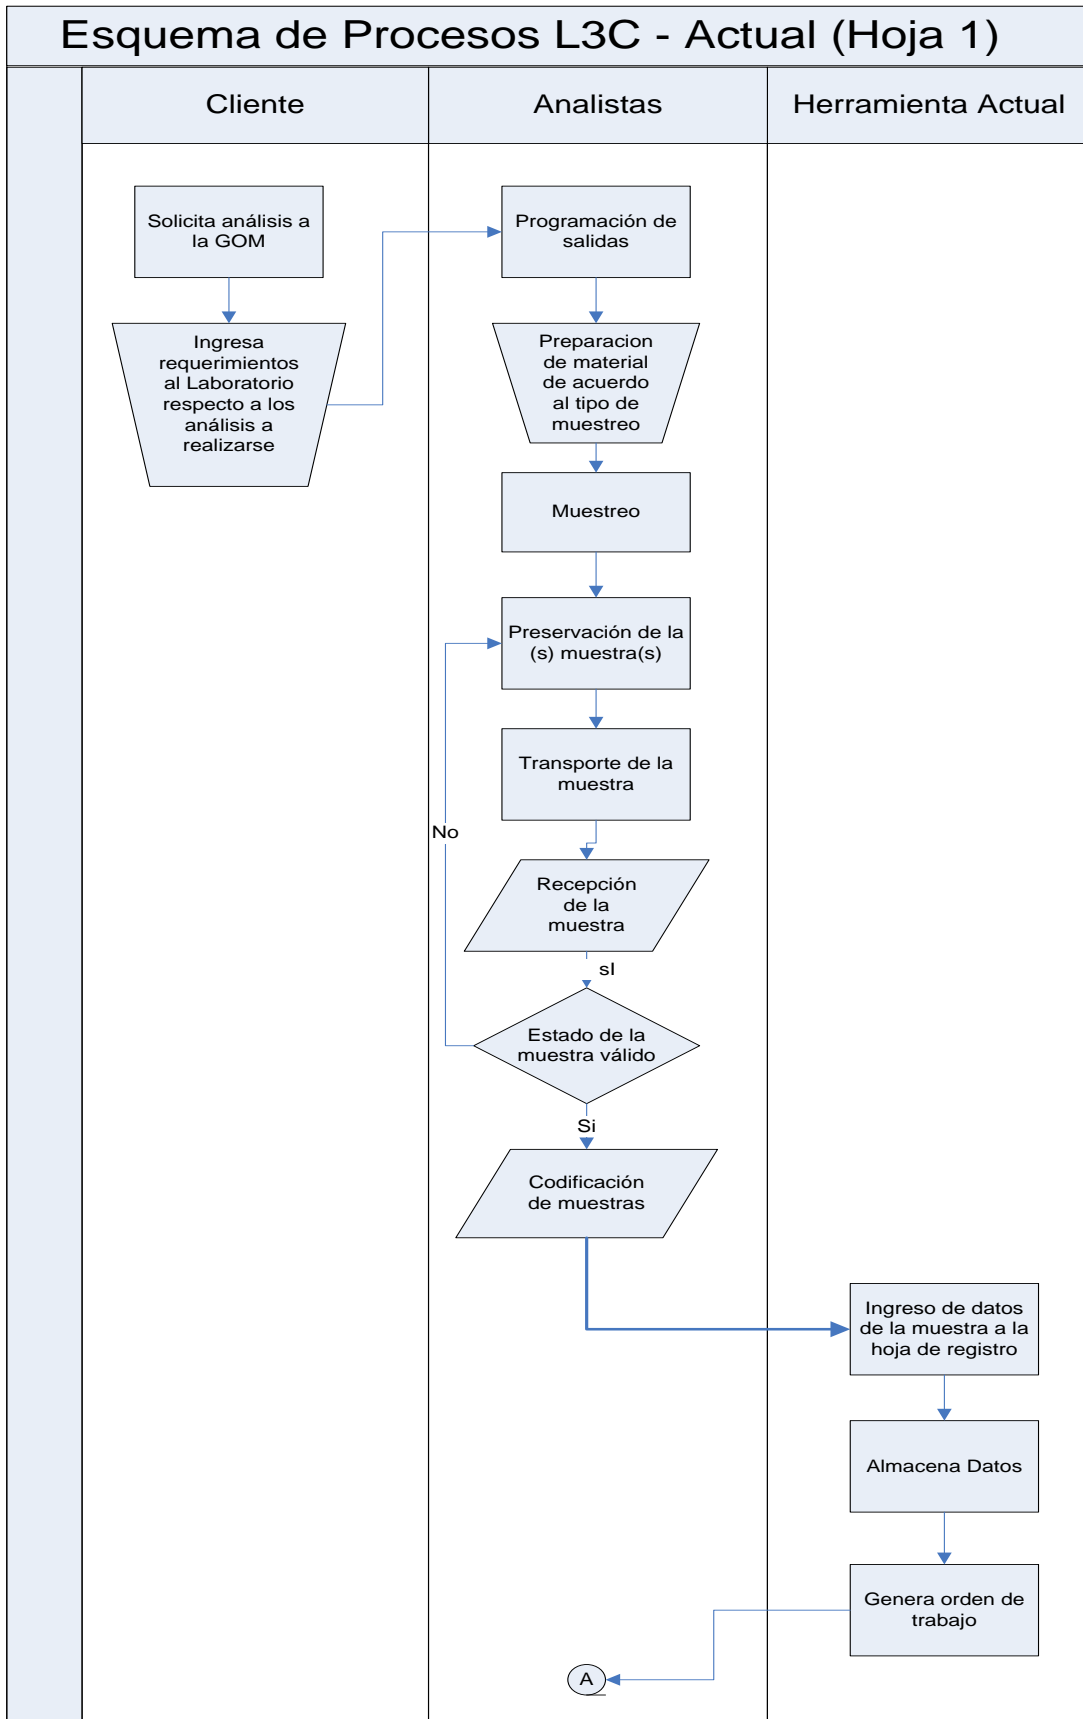 Esquema de Procesos L3C - Actual (Hoja 1)
Cliente
Analistas
Herramienta Actual
Solicita análisis a
la GOM
Ingresa
requerimientos
al Laboratorio
respecto a los
análisis a
realizarse
Programación de
salidas
Preparacion
de material
de acuerdo
al tipo de
muestreo
Muestreo
Preservación de la
(s) muestra(s)
Transporte de la
muestra
No
Recepción
de la
muestra
sI
Estado de la
muestra válido
Si
Codificación
de muestras
Ingreso de datos
de la muestra a la
hoja de registro
Almacena Datos
Genera orden de
trabajo
A